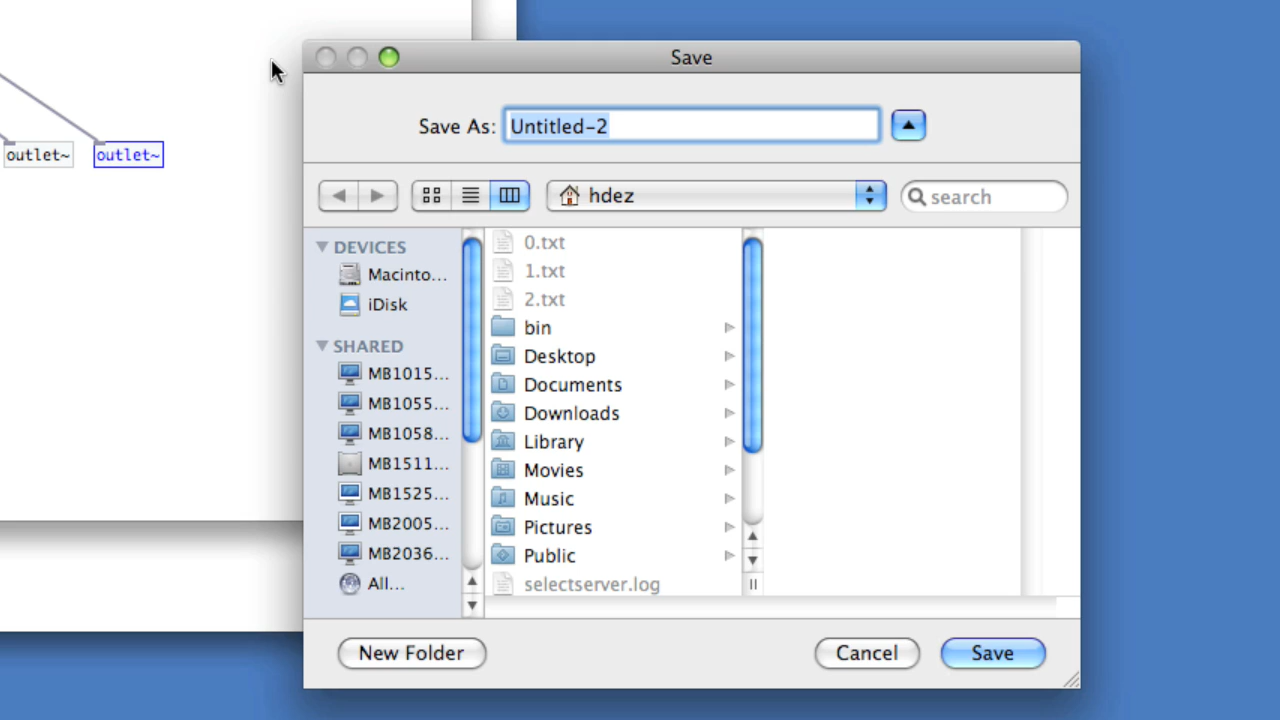 Save
Save As: Untitled-2
outlet~ outlet~
hdez
search
DEVICES
Macinto...
iDisk
SHARED
MB1015...
MB1055...
MB1058...
MB1511...
MB1525...
MB2005...
MB2036...
All...
0.txt
1.txt
2.txt
bin
Desktop
Documents
Downloads
Library
Movies
Music
Pictures
Public
selectserver.log
New Folder
Cancel
Save